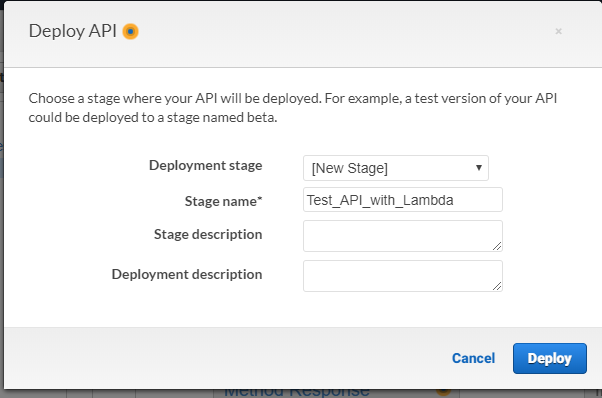 Deploy API
×
Choose a stage where your API will be deployed. For example, a test version of your API
could be deployed to a stage named beta.
Deployment stage [New Stage]
Stage name* Test_API_with_Lambda
Stage description
Deployment description
Cancel Deploy
Method Response